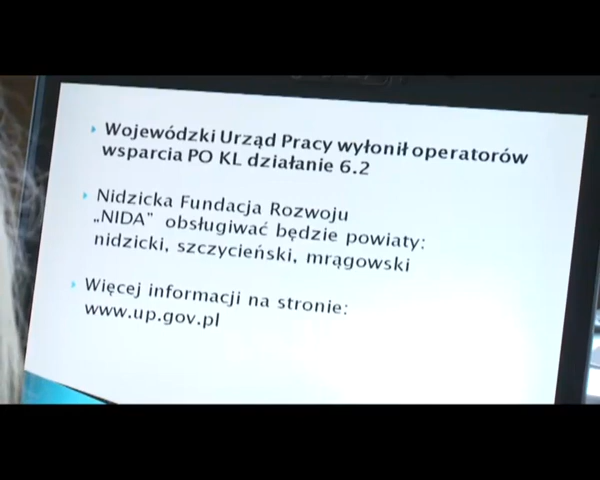 Wojewódzki Urząd Pracy wyłonił operatorów
wsparcia PO KL działanie 6.2
Nidzicka Fundacja Rozwoju
„NIDA” obsługiwać będzie powiaty:
nidzicki, szczycieński, mrągowski
Więcej informacji na stronie:
www.up.gov.pl